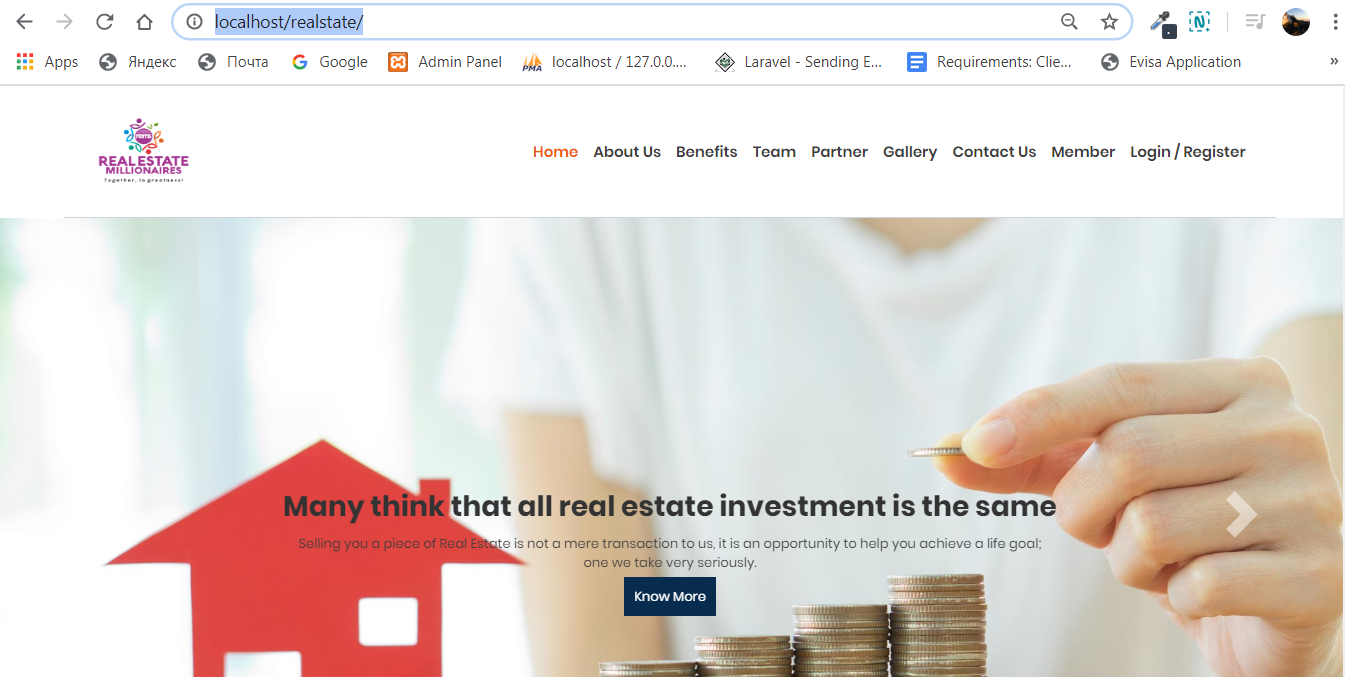 localhost/realstate/
Apps Яндекс Почта Google Admin Panel PMA localhost / 127.0.0.... Laravel - Sending E... Requirements: Clie... Evisa Application »
REAL ESTATE
MILLIONAIRES
Together, to greatness!
Home About Us Benefits Team Partner Gallery Contact Us Member Login / Register
Many think that all real estate investment is the same
Selling you a piece of Real Estate is not a mere transaction to us, it is an opportunity to help you achieve a life goal;
one we take very seriously.
Know More